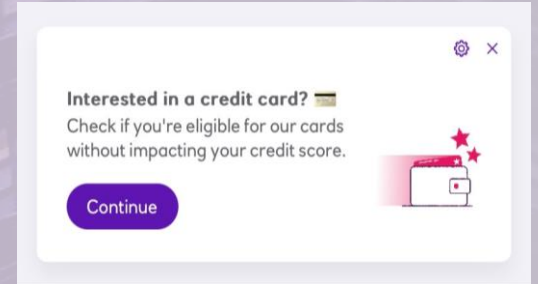 Interested in a credit card? 💳
Check if you're eligible for our cards
without impacting your credit score.
Continue